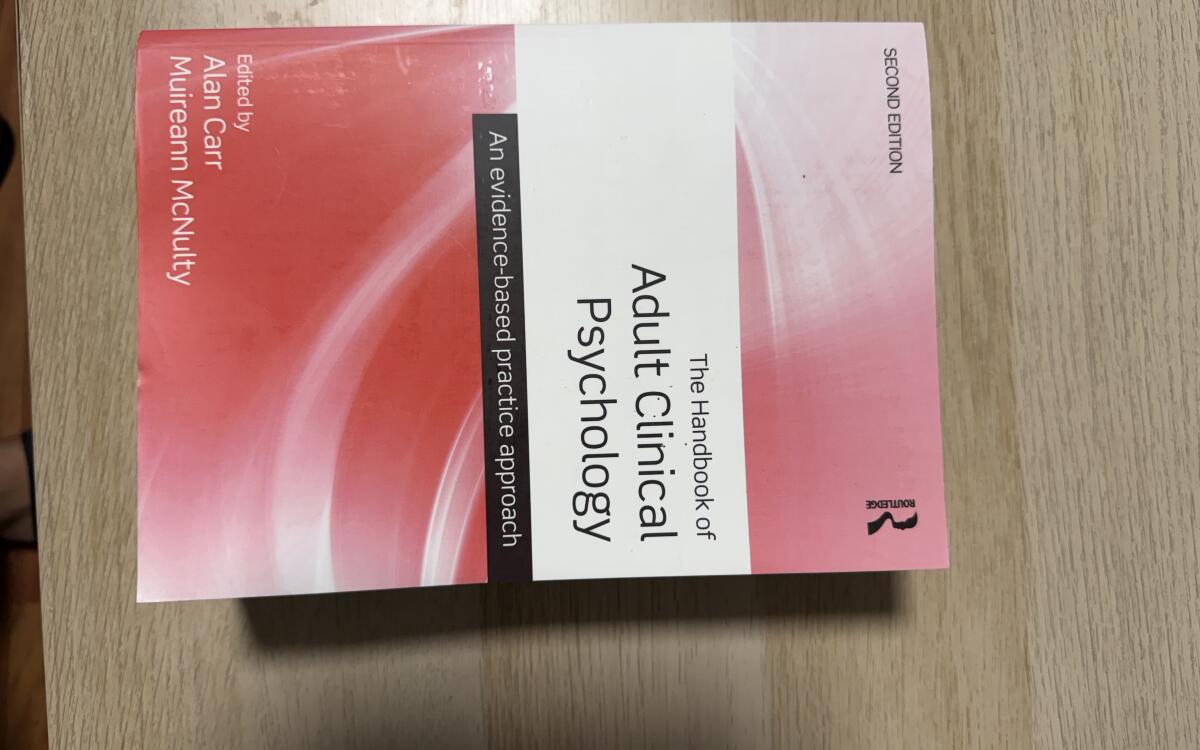 SECOND EDITION
ROUTLEDGE
The Handbook of
Adult Clinical
Psychology
An evidence-based practice approach
Edited by
Alan Carr
Muireann McNulty